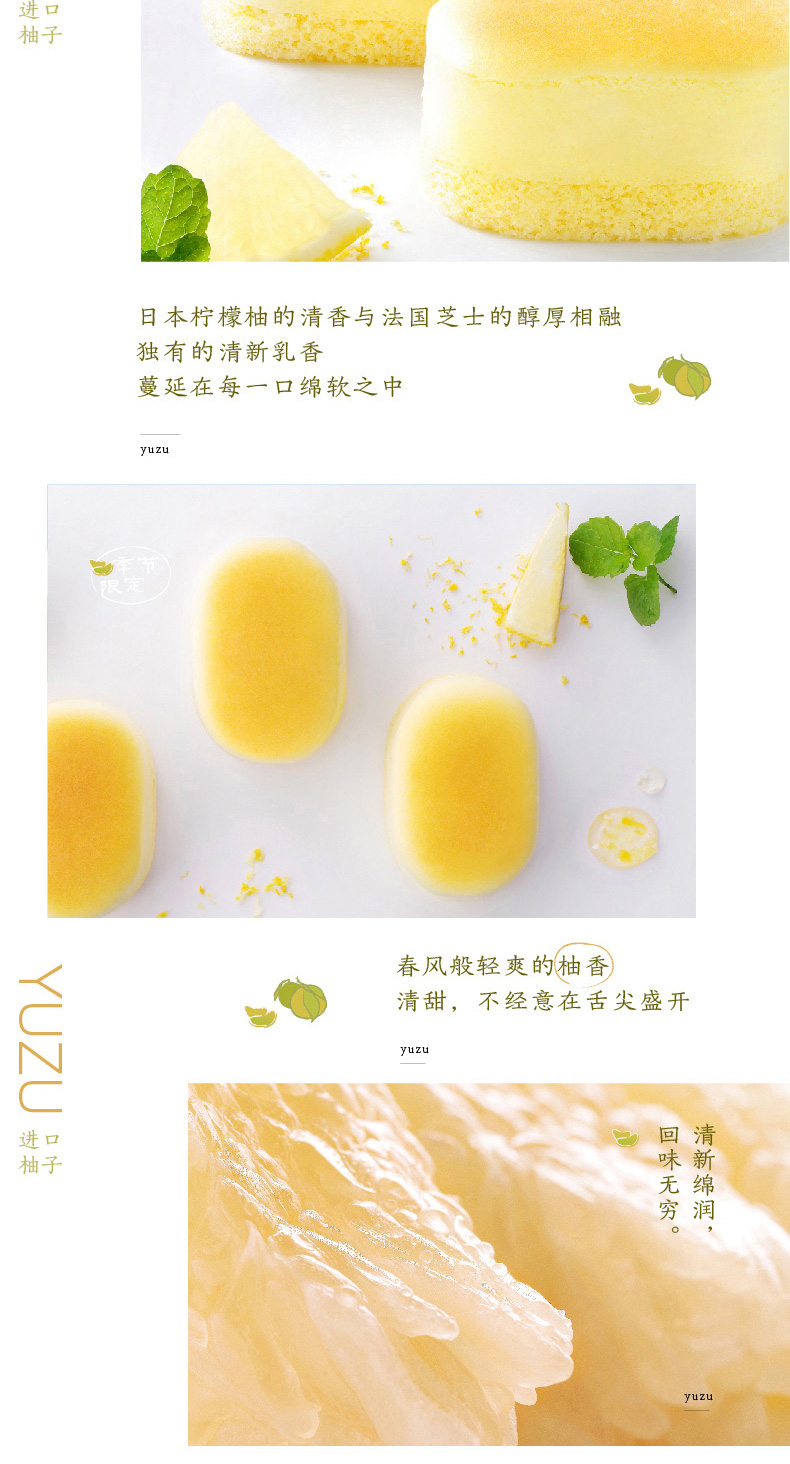 进口
柚子
日本柠檬柚的清香与法国芝士的醇厚相融
独有的清新乳香
蔓延在每一口绵软之中
yuzu
季节
限定
YUZU
进口
柚子
春风般轻爽的柚香
清甜，不经意在舌尖盛开
yuzu
清新绵润，
回味无穷。
yuzu